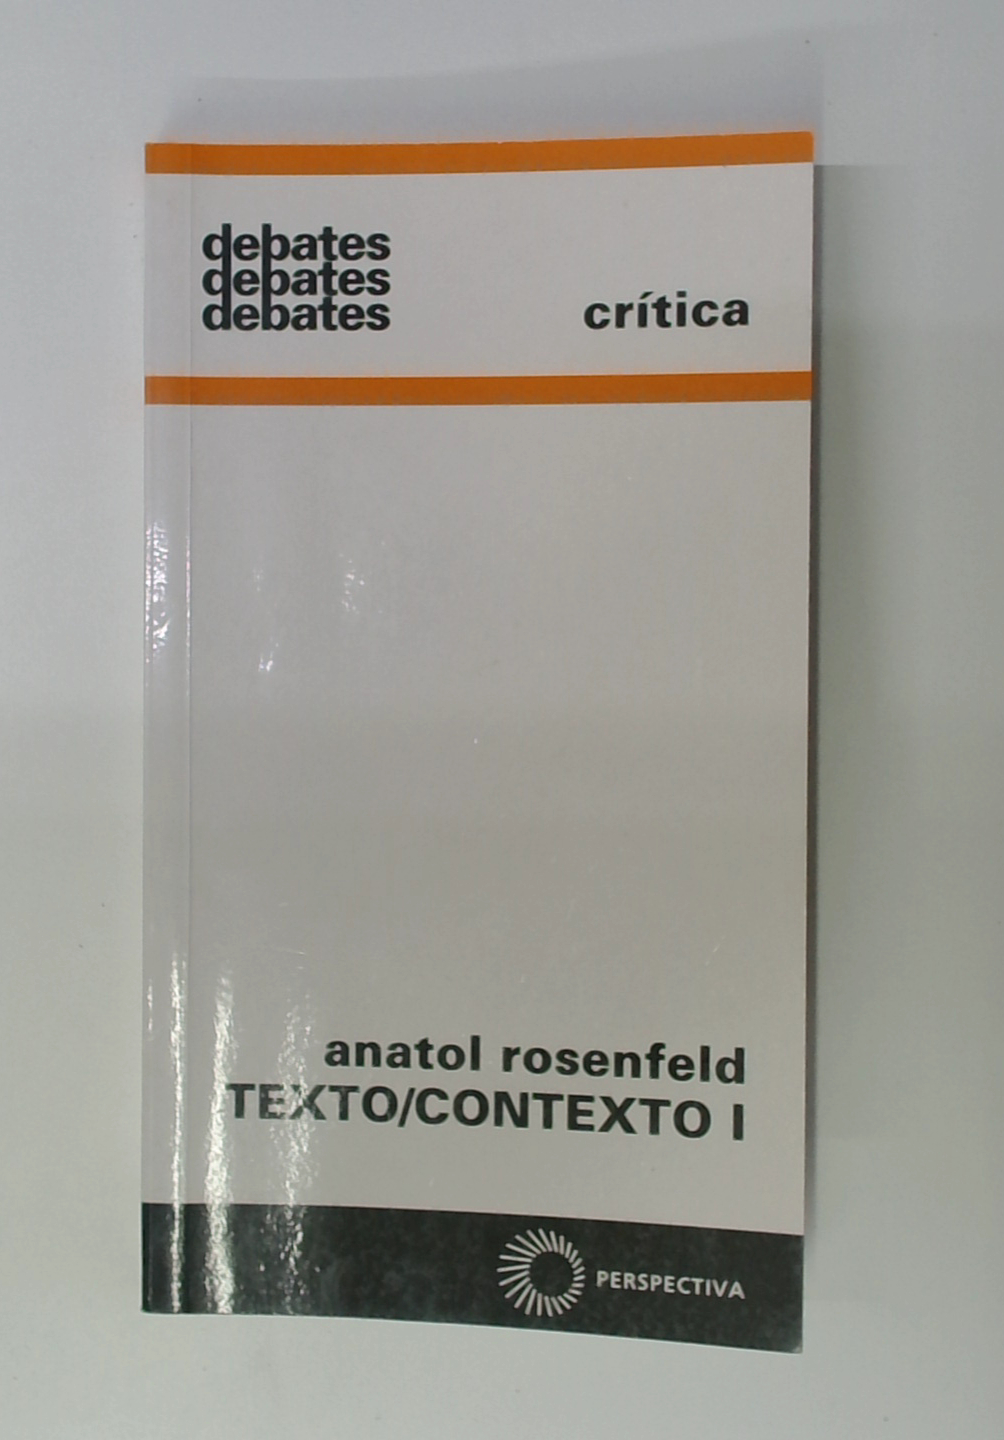 debates
debates
debates
crítica
anatol rosenfeld
TEXTO/CONTEXTO I
PERSPECTIVA